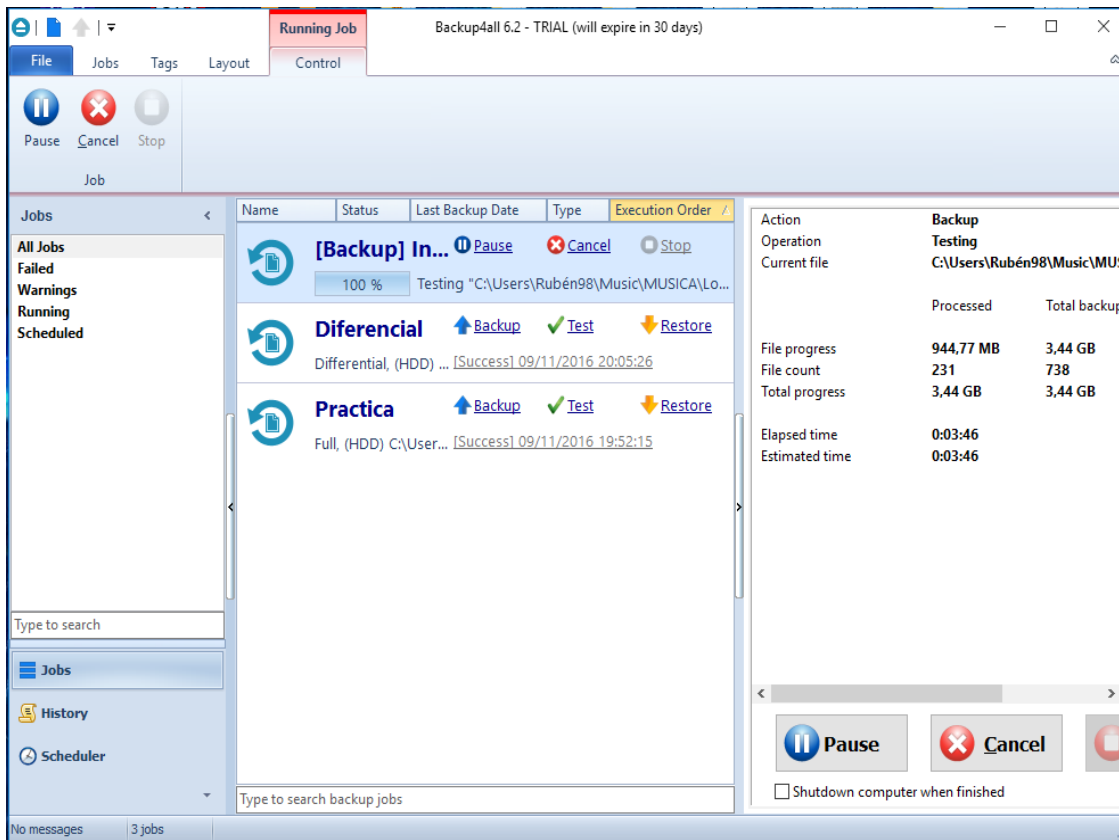 Running Job
Backup4all 6.2 - TRIAL (will expire in 30 days)
File Jobs Tags Layout Control
Pause Cancel Stop
Job
Jobs
All Jobs
Failed
Warnings
Running
Scheduled
Type to search
Jobs
History
Scheduler
Name Status Last Backup Date Type Execution Order
[Backup] In... Pause Cancel Stop
100 % Testing "C:\Users\Rubén98\Music\MUSICA\Lo...
Diferencial Backup Test Restore
Differential, (HDD) ... [Success] 09/11/2016 20:05:26
Practica Backup Test Restore
Full, (HDD) C:\User... [Success] 09/11/2016 19:52:15
Type to search backup jobs
Action Backup
Operation Testing
Current file C:\Users\Rubén98\Music\MUS
Processed Total backup
File progress 944,77 MB 3,44 GB
File count 231 738
Total progress 3,44 GB 3,44 GB
Elapsed time 0:03:46
Estimated time 0:03:46
Pause Cancel
Shutdown computer when finished
No messages 3 jobs